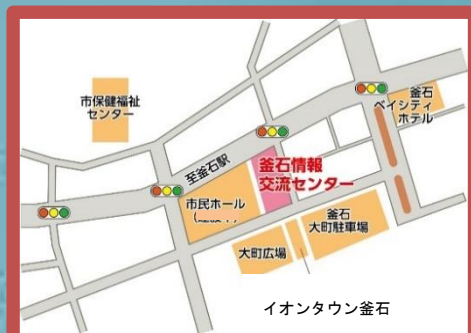 市保健福祉
センター
釜石
ベイシティ
ホテル
至釜石駅
釜石情報
交流センター
市民ホール
釜石
大町駐車場
大町広場
イオンタウン釜石